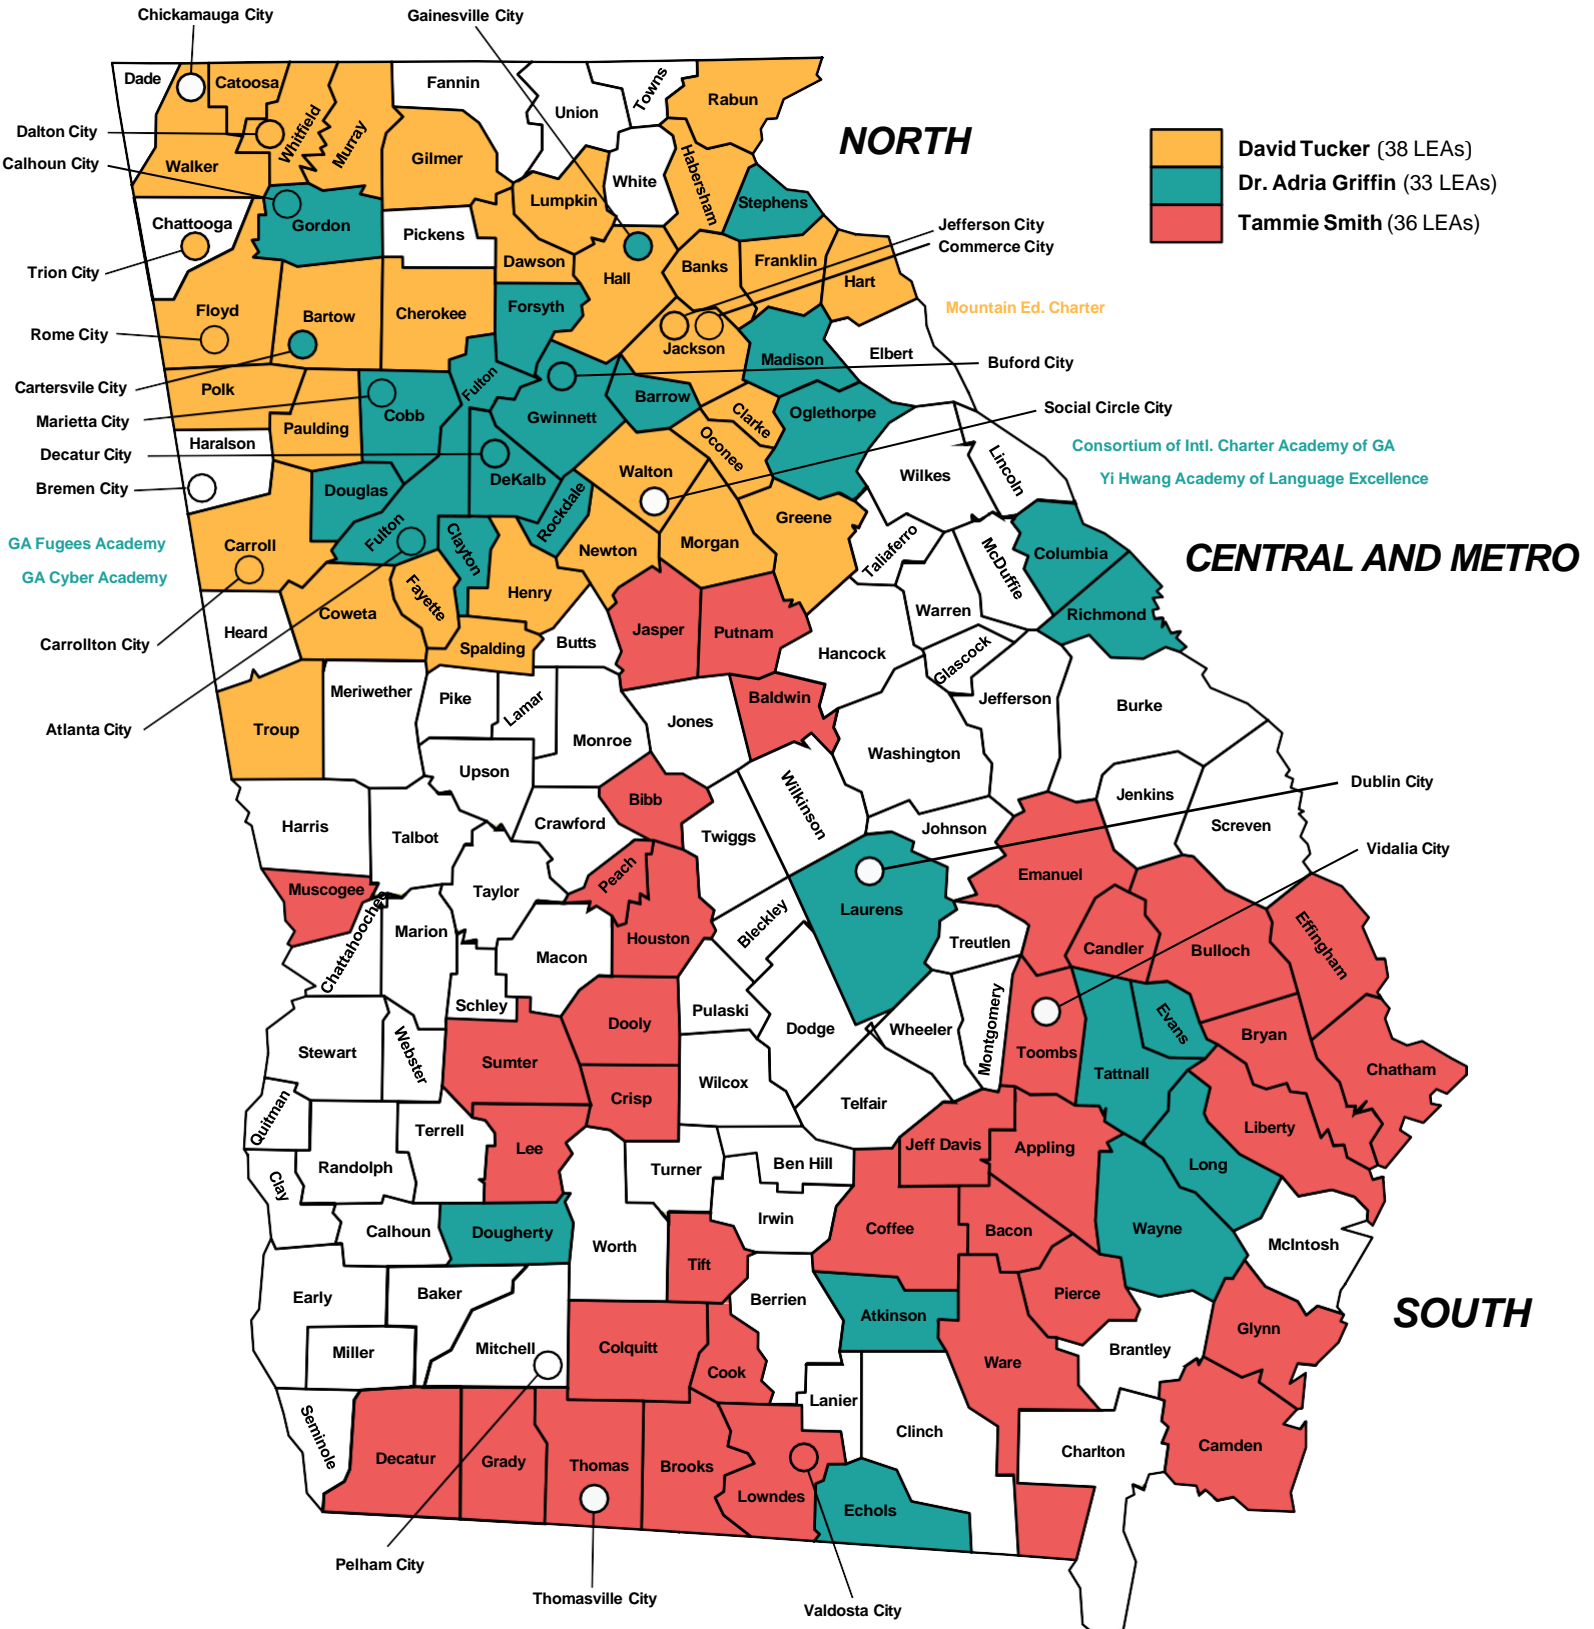 Chickamauga City
Gainesville City
Dade
Catoosa
Fannin
Union
Towns
Rabun
Dalton City
Whitfield
Murray
NORTH
David Tucker (38 LEAs)
Calhoun City
Walker
Gilmer
White
Habersham
Dr. Adria Griffin (33 LEAs)
Lumpkin
Stephens
Tammie Smith (36 LEAs)
Chattooga
Gordon
Pickens
Jefferson City
Commerce City
Trion City
Dawson
Hall
Banks
Franklin
Hart
Floyd
Bartow
Cherokee
Forsyth
Mountain Ed. Charter
Rome City
Jackson
Madison
Elbert
Buford City
Cartersvile City
Polk
Fulton
Barrow
Marietta City
Cobb
Gwinnett
Clarke
Oglethorpe
Social Circle City
Paulding
Haralson
Oconee
Consortium of Intl. Charter Academy of GA
Decatur City
Walton
Wilkes
Lincoln
Yi Hwang Academy of Language Excellence
Bremen City
Douglas
DeKalb
Rockdale
Greene
GA Fugees Academy
Carroll
Fulton
Clayton
Newton
Morgan
Taliaferro
McDuffie
Columbia
CENTRAL AND METRO
GA Cyber Academy
Fayette
Henry
Coweta
Warren
Richmond
Carrollton City
Heard
Spalding
Butts
Jasper
Putnam
Hancock
Glascock
Meriwether
Pike
Lamar
Baldwin
Jefferson
Burke
Atlanta City
Troup
Jones
Monroe
Washington
Upson
Wilkinson
Dublin City
Bibb
Jenkins
Harris
Talbot
Crawford
Twiggs
Johnson
Screven
Vidalia City
Muscogee
Taylor
Peach
Emanuel
Laurens
Chattahoochee
Marion
Houston
Bleckley
Treutlen
Candler
Bulloch
Effingham
Macon
Schley
Pulaski
Dooly
Dodge
Wheeler
Montgomery
Toombs
Evans
Bryan
Stewart
Webster
Sumter
Tattnall
Chatham
Wilcox
Crisp
Telfair
Quitman
Terrell
Lee
Jeff Davis
Appling
Liberty
Randolph
Turner
Ben Hill
Long
Clay
Calhoun
Dougherty
Worth
Irwin
Coffee
Bacon
Wayne
McIntosh
Tift
Early
Baker
Berrien
Pierce
Atkinson
SOUTH
Miller
Mitchell
Colquitt
Cook
Ware
Brantley
Glynn
Lanier
Seminole
Clinch
Decatur
Grady
Thomas
Brooks
Charlton
Camden
Lowndes
Echols
Pelham City
Thomasville City
Valdosta City